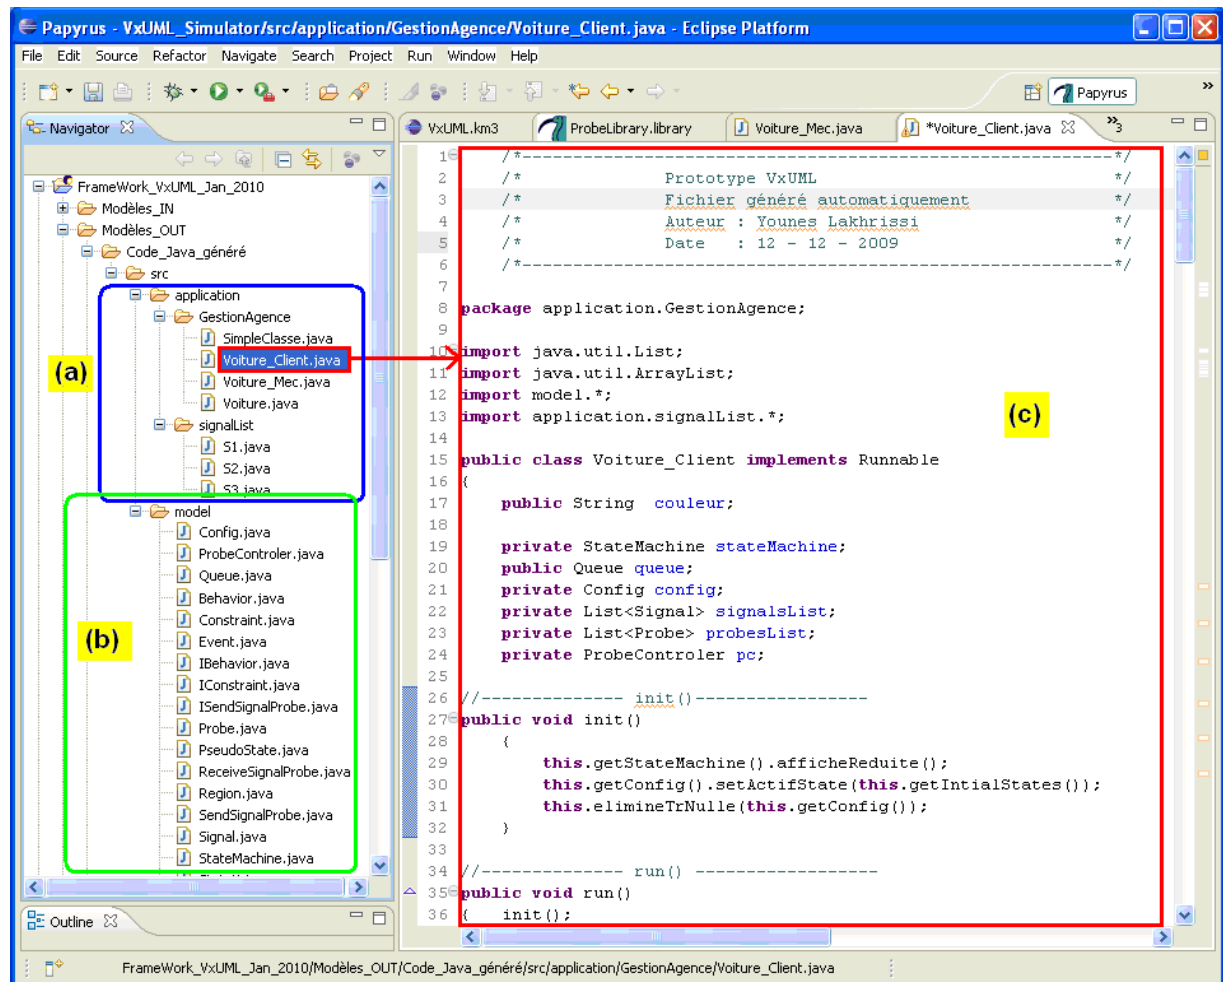 Papyrus - VxUML_Simulator/src/application/GestionAgence/Voiture_Client.java - Eclipse Platform
File Edit Source Refactor Navigate Search Project Run Window Help
Papyrus »
Navigator
VxUML.km3 ProbeLibrary.library Voiture_Mec.java *Voiture_Client.java »3
FrameWork_VxUML_Jan_2010
Modèles_IN
Modèles_OUT
Code_Java_généré
src
application
GestionAgence
SimpleClasse.java
Voiture_Client.java
Voiture_Mec.java
Voiture.java
signalList
S1.java
S2.java
S3.java
(a)
model
Config.java
ProbeControler.java
Queue.java
Behavior.java
Constraint.java
Event.java
IBehavior.java
IConstraint.java
ISendSignalProbe.java
Probe.java
PseudoState.java
ReceiveSignalProbe.java
Region.java
SendSignalProbe.java
Signal.java
StateMachine.java
(b)
Outline
1 /*-----------------------------------------------------------*/
2 /* Prototype VxUML */
3 /* Fichier généré automatiquement */
4 /* Auteur : Younes Lakhrissi */
5 /* Date : 12 - 12 - 2009 */
6 /*-----------------------------------------------------------*/
7
8 package application.GestionAgence;
9
10 import java.util.List;
11 import java.util.ArrayList;
12 import model.*;
13 import application.signalList.*;
14
15 public class Voiture_Client implements Runnable
16 {
17 public String couleur;
18
19 private StateMachine stateMachine;
20 public Queue queue;
21 private Config config;
22 private List<Signal> signalsList;
23 private List<Probe> probesList;
24 private ProbeControler pc;
25
26 //-------------- init()-----------------
27 public void init()
28 {
29 this.getStateMachine().afficheReduite();
30 this.getConfig().setActifState(this.getIntialStates());
31 this.elimineTrNulle(this.getConfig());
32 }
33
34 //-------------- run() ------------------
35 public void run()
36 { init();
(c)
FrameWork_VxUML_Jan_2010/Modèles_OUT/Code_Java_généré/src/application/GestionAgence/Voiture_Client.java